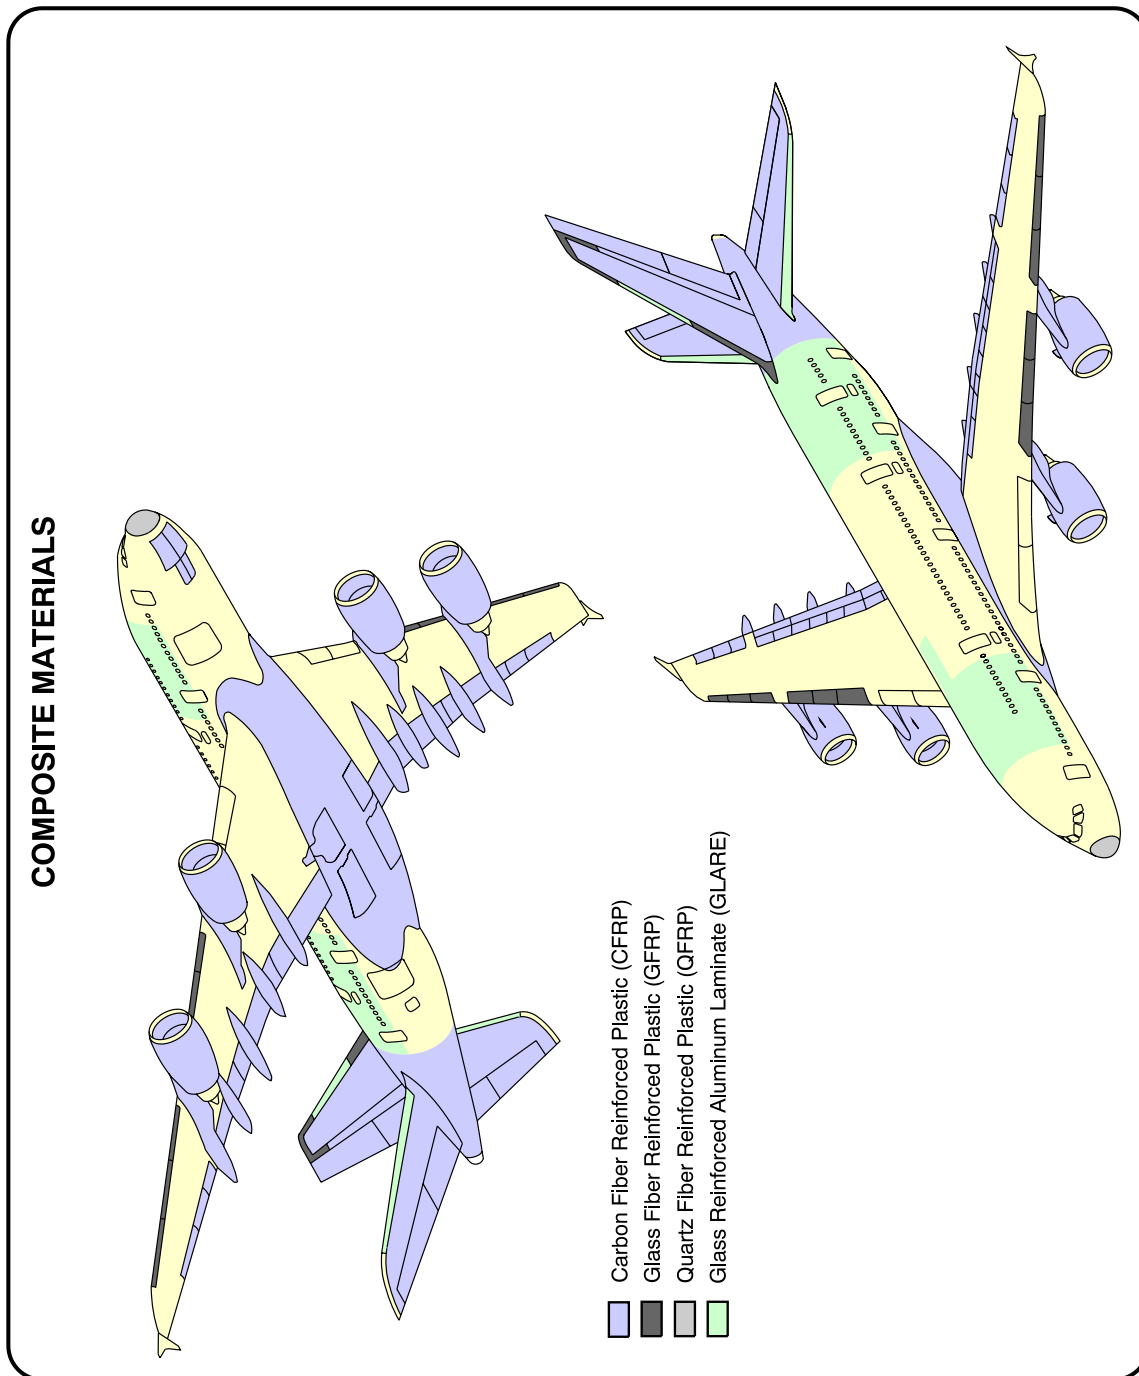 COMPOSITE MATERIALS
Carbon Fiber Reinforced Plastic (CFRP)
Glass Fiber Reinforced Plastic (GFRP)
Quartz Fiber Reinforced Plastic (QFRP)
Glass Reinforced Aluminum Laminate (GLARE)